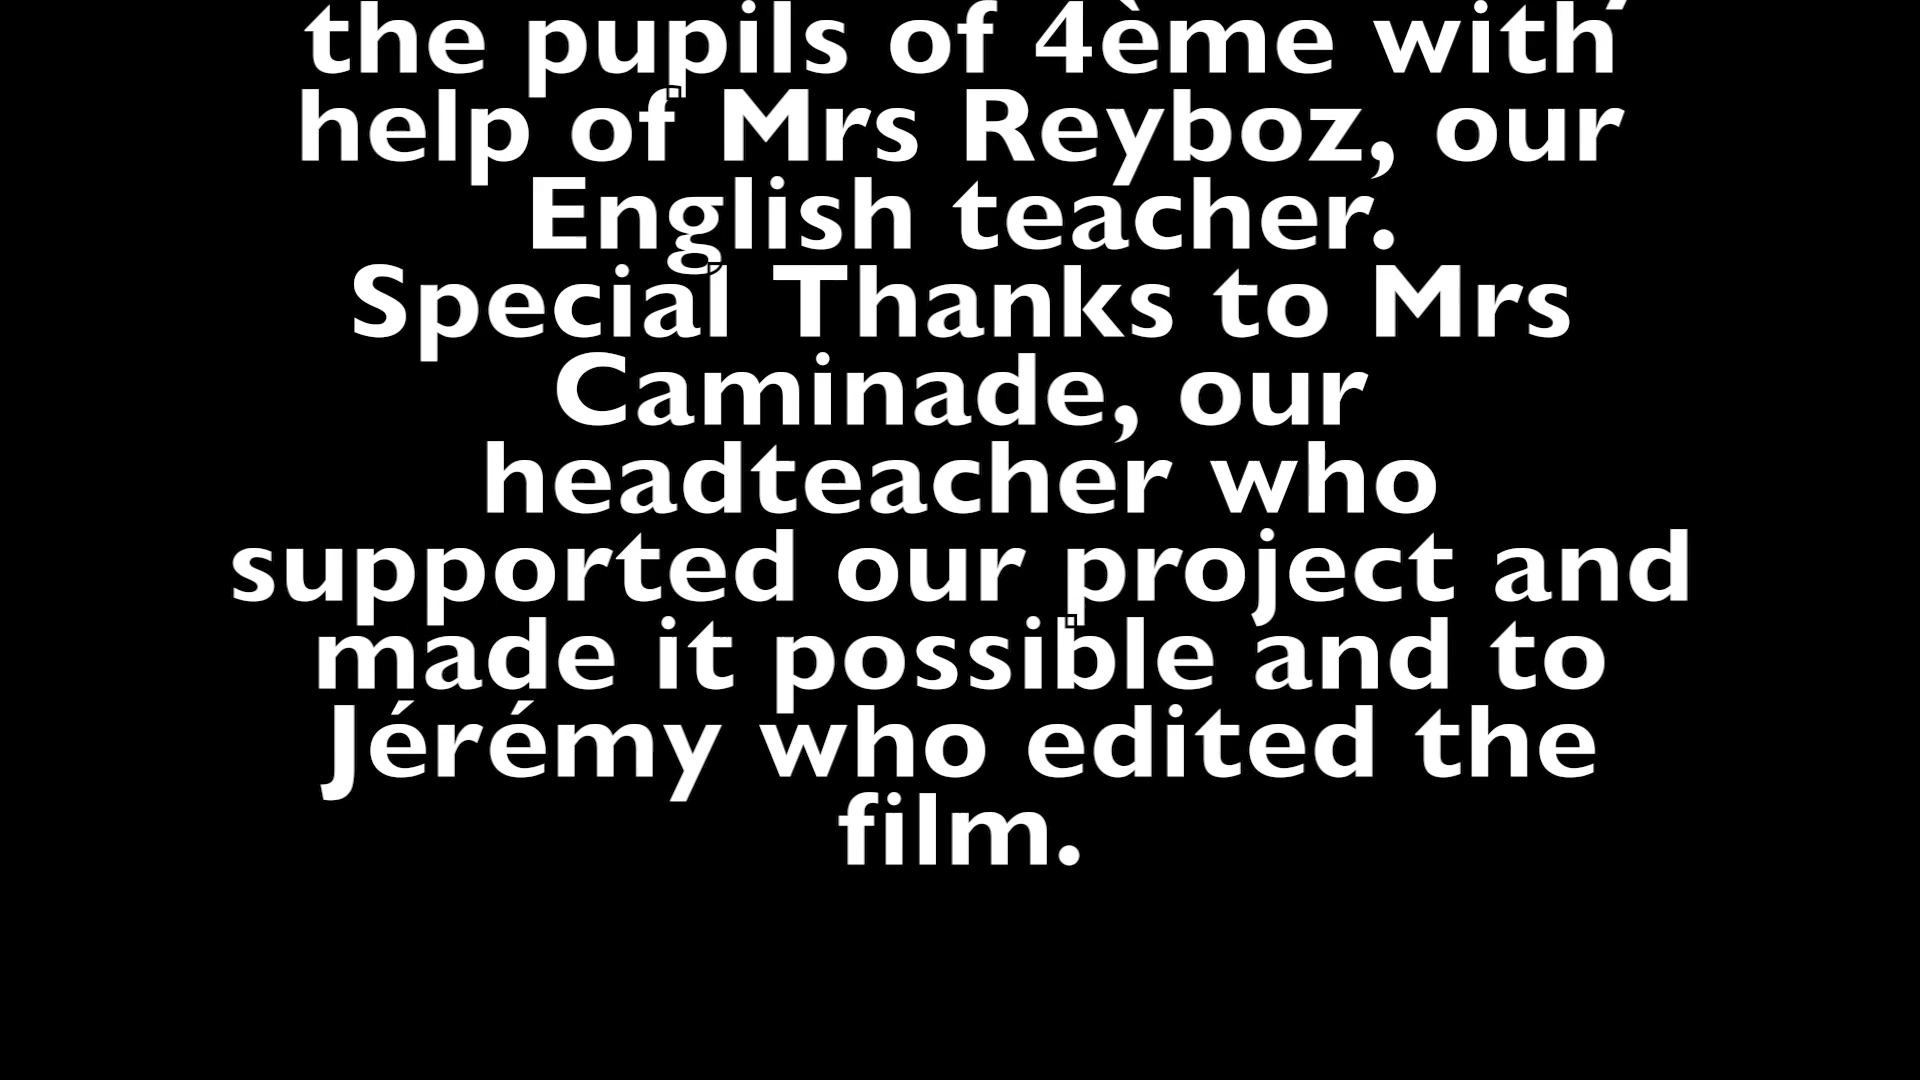 the pupils of 4ème with
help of Mrs Reyboz, our
English teacher.
Special Thanks to Mrs
Caminade, our
headteacher who
supported our project and
made it possible and to
Jérémy who edited the
film.